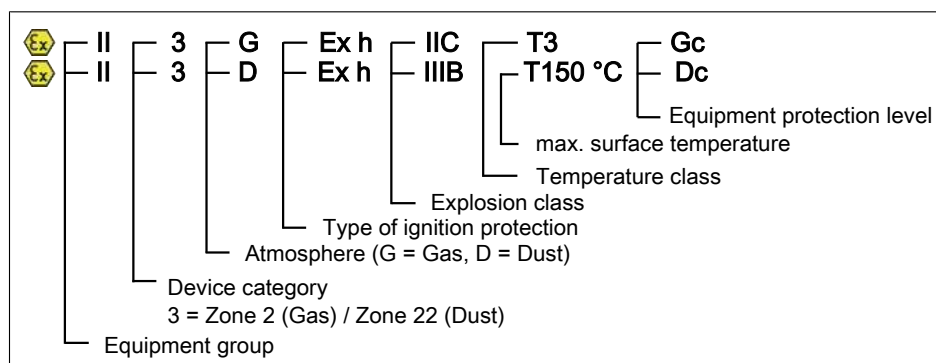 Ex II 3 G Ex h IIC T3 Gc
Ex II 3 D Ex h IIIB T150 °C Dc
Equipment protection level
max. surface temperature
Temperature class
Explosion class
Type of ignition protection
Atmosphere (G = Gas, D = Dust)
Device category
3 = Zone 2 (Gas) / Zone 22 (Dust)
Equipment group